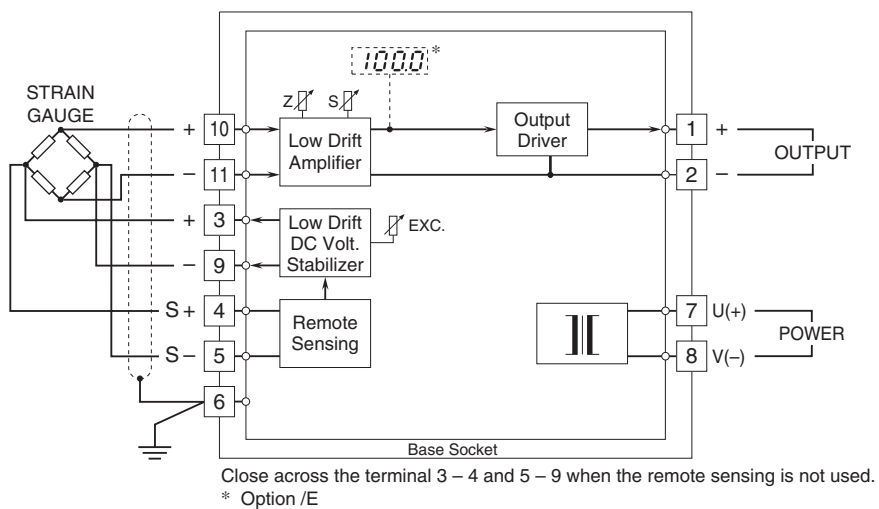 100.0 *
STRAIN
GAUGE
Z
S
+ 10
Low Drift
Amplifier
Output
Driver
1 +
OUTPUT
− 11
2 −
+ 3
Low Drift
DC Volt.
Stabilizer
EXC.
− 9
S+ 4
Remote
Sensing
7 U(+)
POWER
S− 5
8 V(−)
6
Base Socket
Close across the terminal 3 – 4 and 5 – 9 when the remote sensing is not used.
* Option /E